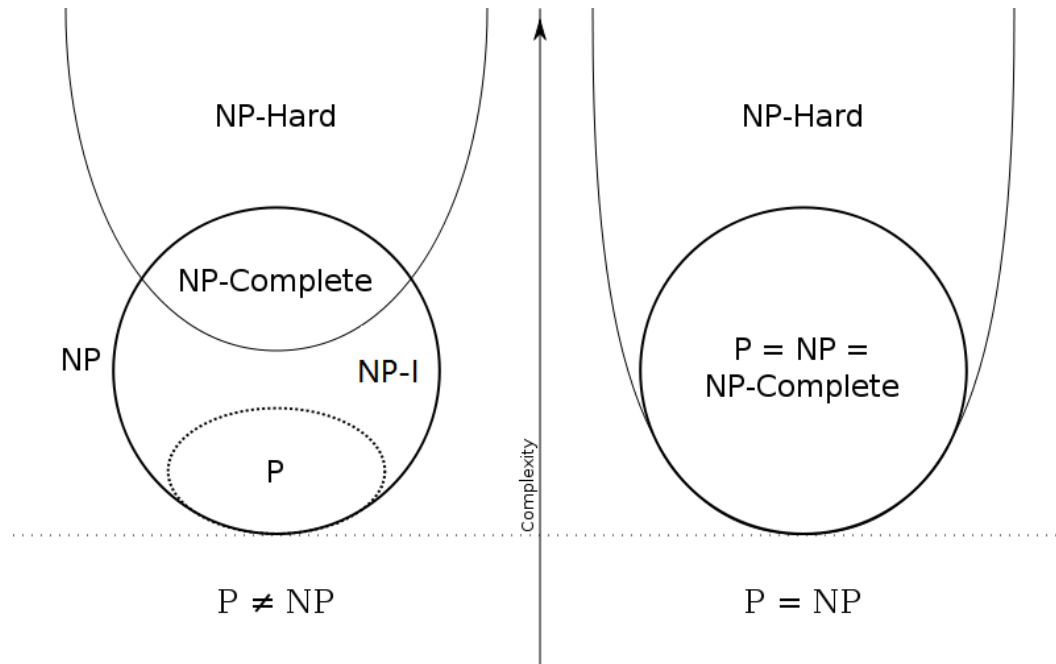 NP-Hard
NP-Complete
NP
NP-I
P
P ≠ NP
Complexity
NP-Hard
P = NP =
NP-Complete
P = NP